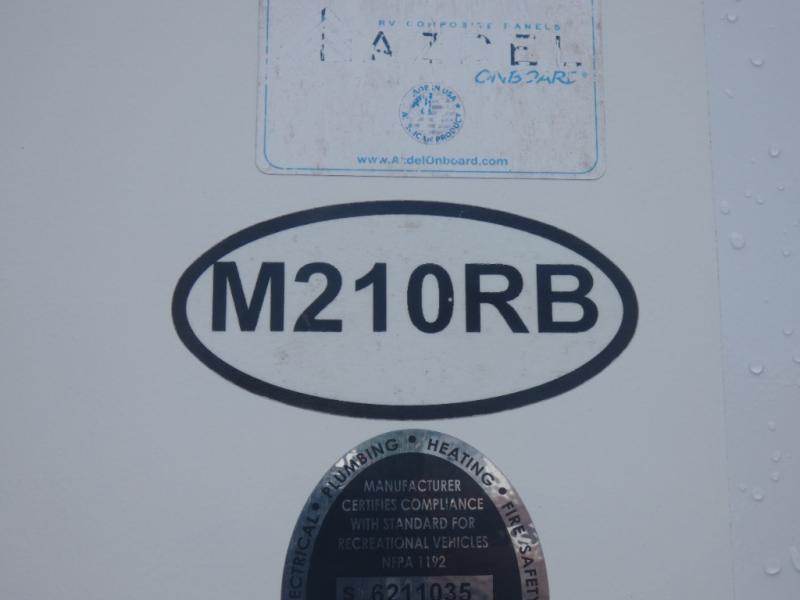 RV COMPOSITE PANELS
AZDEL
ONBOARD
MADE IN USA
www.AzdelOnboard.com
M210RB
ELECTRICAL • PLUMBING • HEATING • FIRE SAFETY
MANUFACTURER
CERTIFIES COMPLIANCE
WITH STANDARD FOR
RECREATIONAL VEHICLES
NFPA 1192
S 6211035